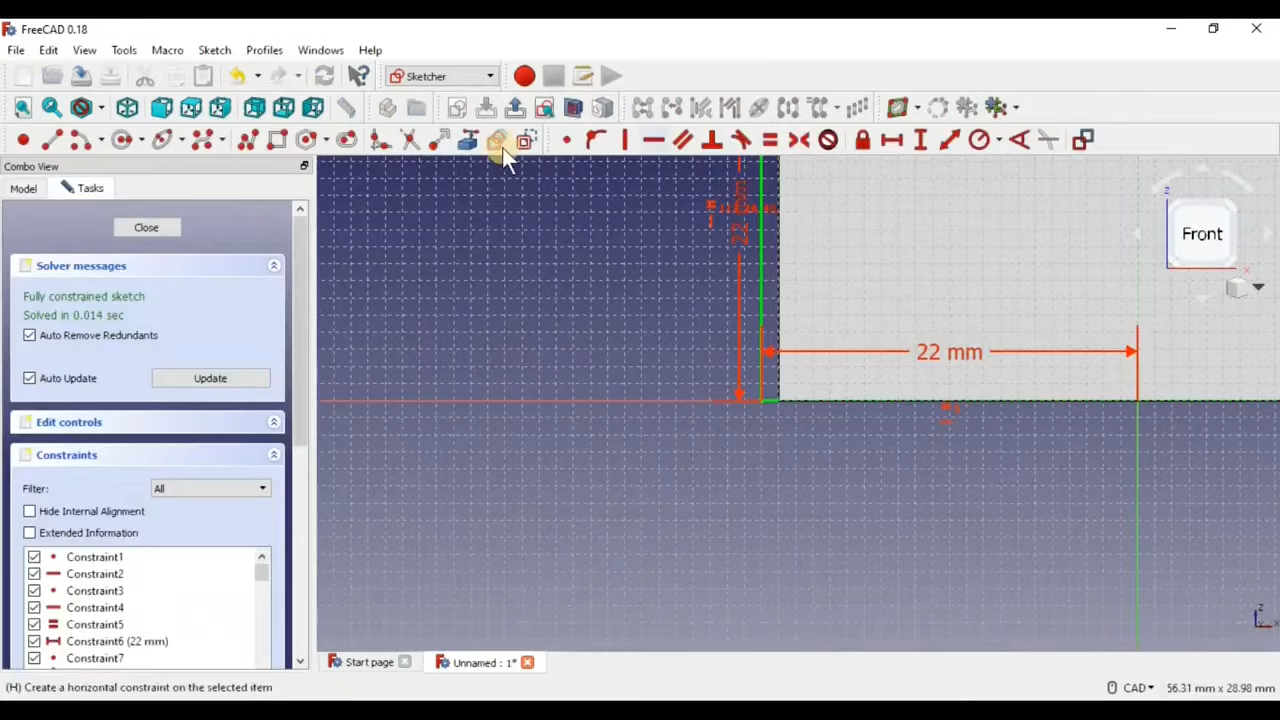 FreeCAD 0.18
File Edit View Tools Macro Sketch Profiles Windows Help
Sketcher
Combo View
Model Tasks
Close
Solver messages
Fully constrained sketch
Solved in 0.014 sec
Auto Remove Redundants
Auto Update Update
Edit controls
Constraints
Filter: All
Hide Internal Alignment
Extended Information
Constraint1
Constraint2
Constraint3
Constraint4
Constraint5
Constraint6 (22 mm)
Constraint7
22 mm
Front
z
x
z
x
Start page
Unnamed : 1*
(H) Create a horizontal constraint on the selected item
CAD
56.31 mm x 28.98 mm